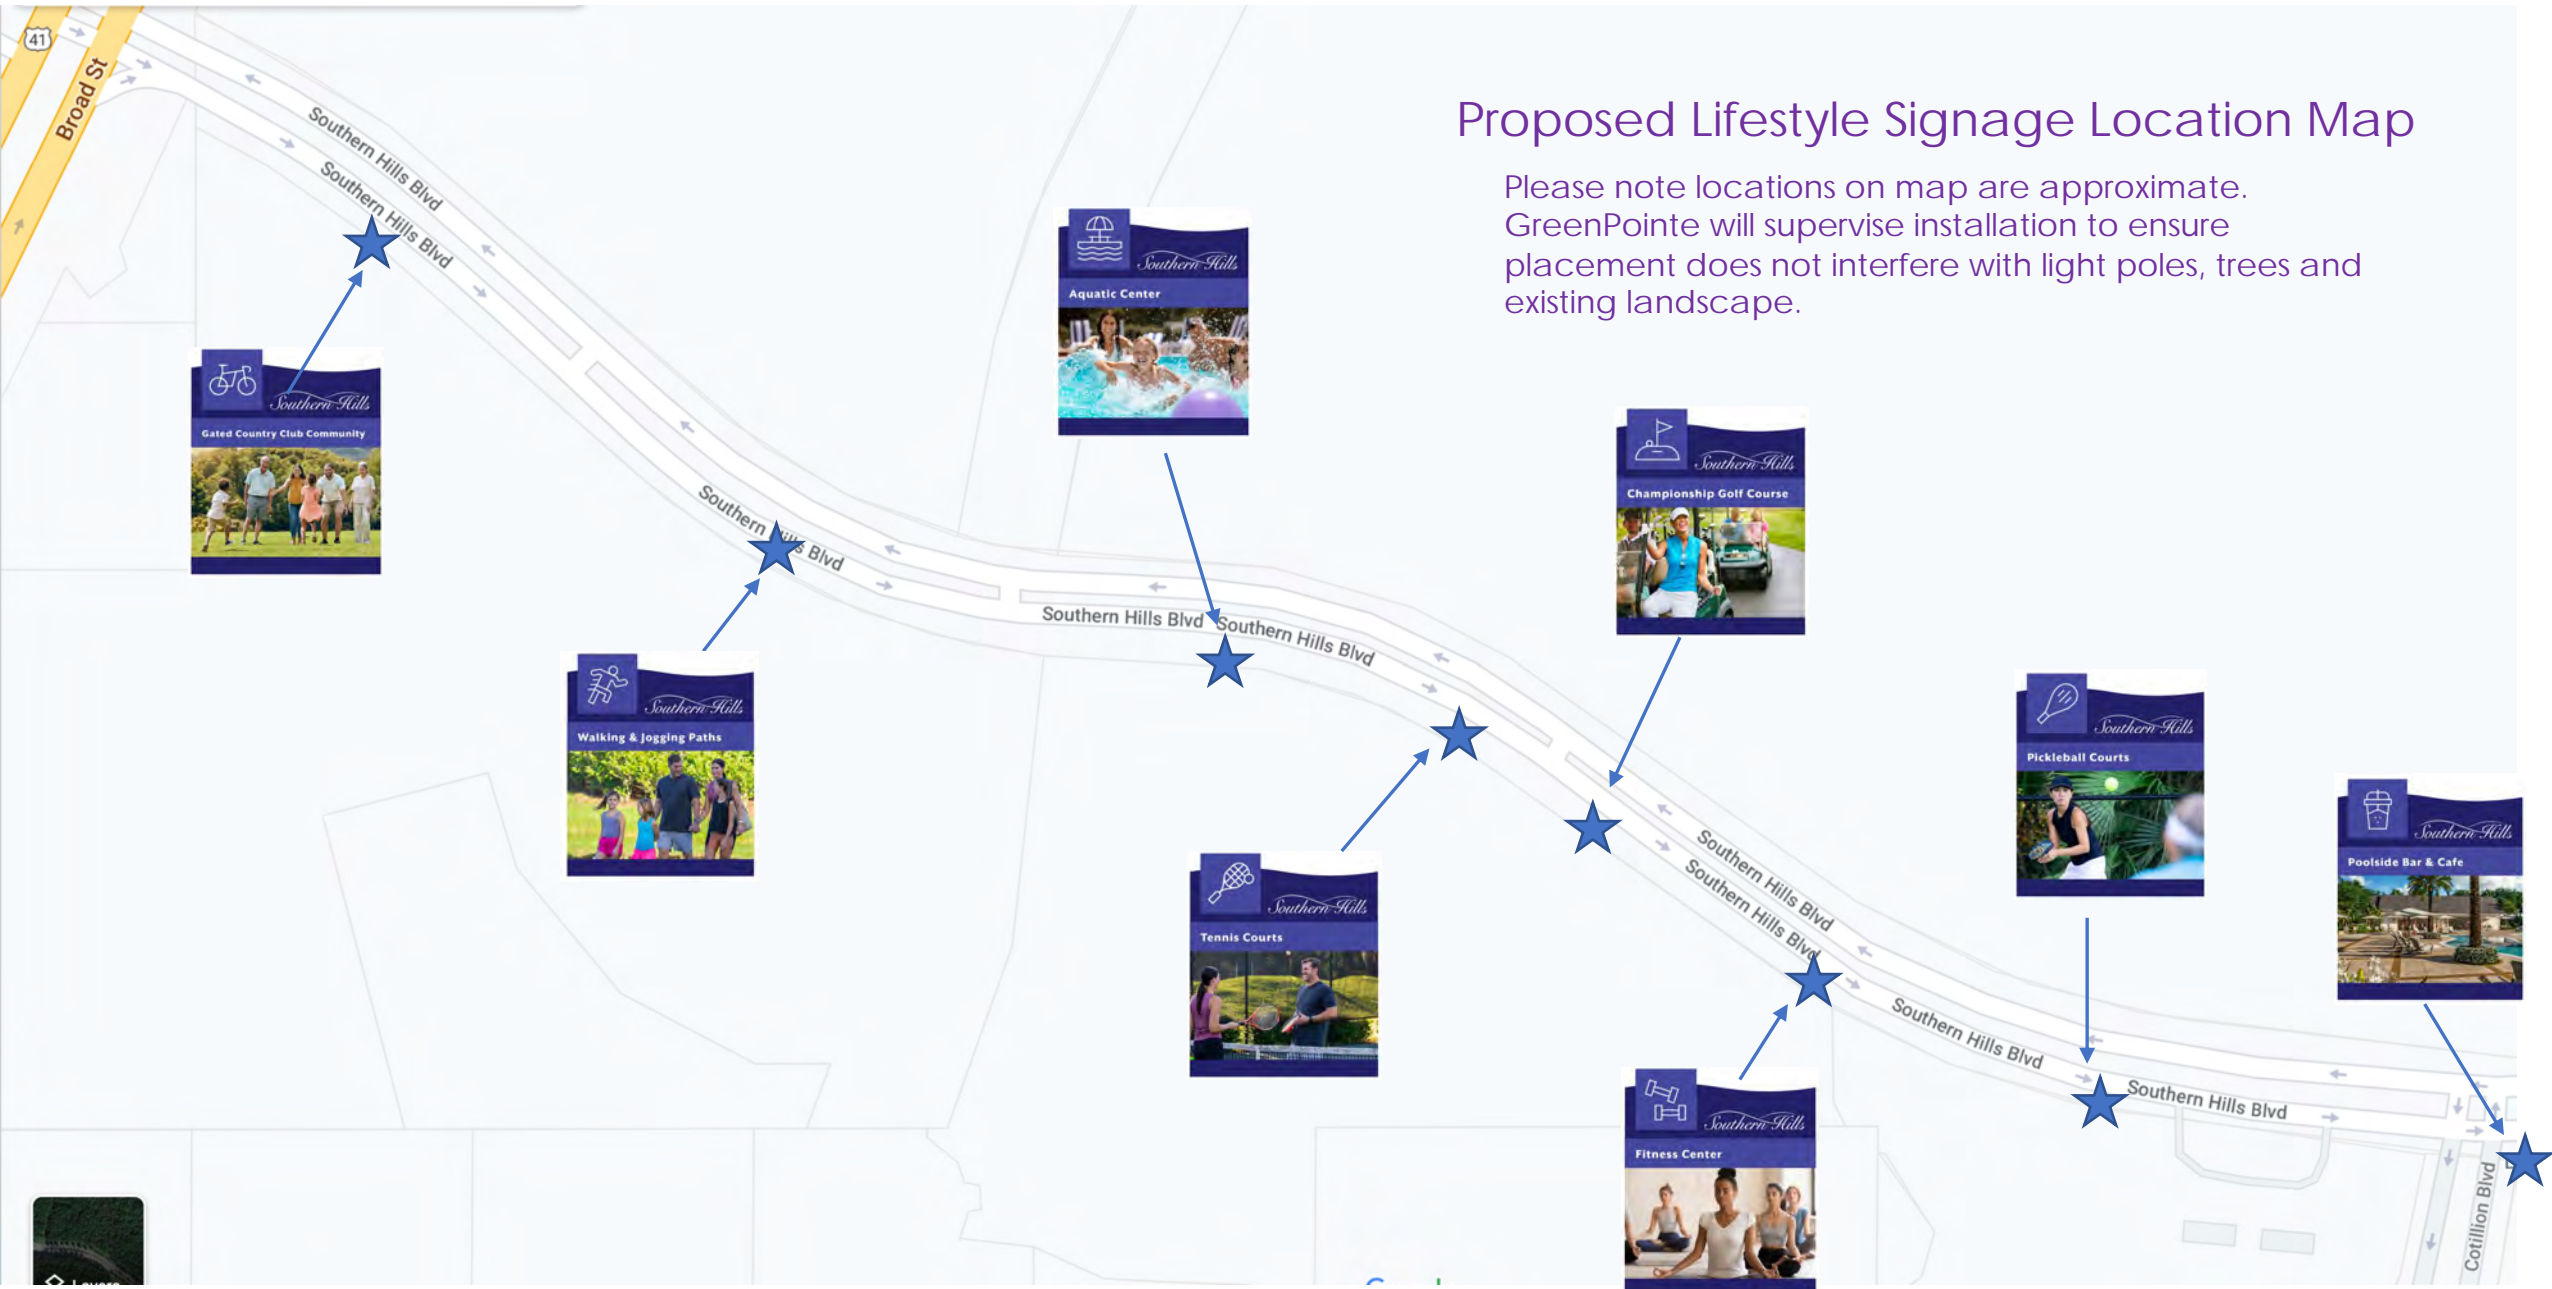 41
Broad St
Southern Hills Blvd
Southern Hills Blvd
Proposed Lifestyle Signage Location Map
Please note locations on map are approximate.
GreenPointe will supervise installation to ensure
placement does not interfere with light poles, trees and
existing landscape.
Southern Hills
Aquatic Center
Southern Hills
Gated Country Club Community
Southern Hills
Championship Golf Course
Southern Hills Blvd
Southern Hills Blvd
Southern Hills Blvd
Southern Hills
Walking & Jogging Paths
Southern Hills
Pickleball Courts
Southern Hills
Poolside Bar & Cafe
Southern Hills Blvd
Southern Hills Blvd
Southern Hills
Tennis Courts
Southern Hills Blvd
Southern Hills Blvd
Southern Hills
Fitness Center
Cotillion Blvd